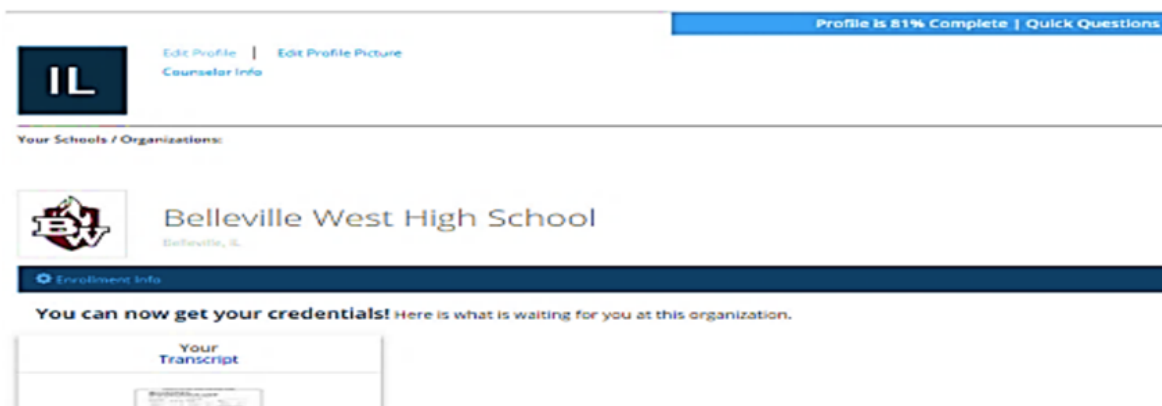 Profile is 81% Complete | Quick Questions
IL
Edit Profile | Edit Profile Picture
Counselor Info
Your Schools / Organizations:
BW
Belleville West High School
Belleville, IL
Enrollment Info
You can now get your credentials! Here is what is waiting for you at this organization.
Your
Transcript